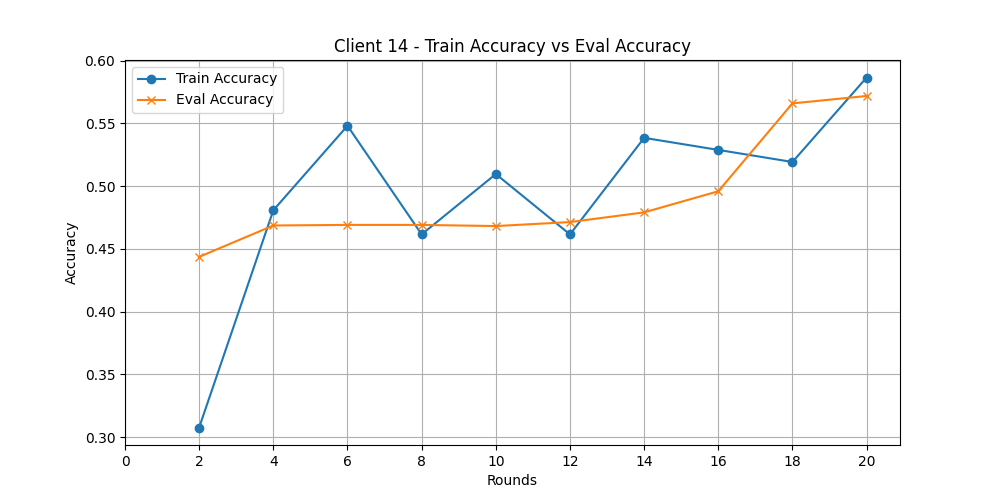 Client 14 - Train Accuracy vs Eval Accuracy
Train Accuracy
Eval Accuracy
0.60
0.55
0.50
0.45
0.40
0.35
0.30
Accuracy
0 2 4 6 8 10 12 14 16 18 20
Rounds